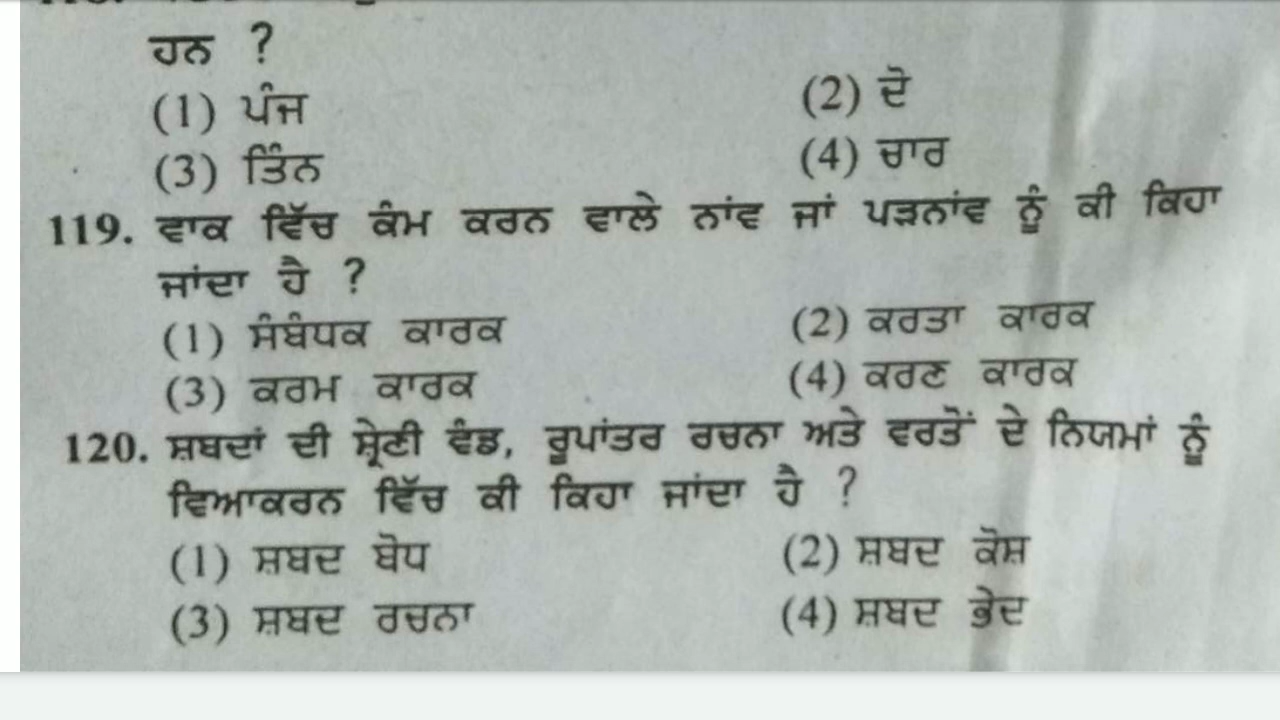 ਹਨ ?
(1) ਪੰਜ (2) ਦੋ
(3) ਤਿੰਨ (4) ਚਾਰ
119. ਵਾਕ ਵਿੱਚ ਕੰਮ ਕਰਨ ਵਾਲੇ ਨਾਂਵ ਜਾਂ ਪੜਨਾਂਵ ਨੂੰ ਕੀ ਕਿਹਾ
ਜਾਂਦਾ ਹੈ ?
(1) ਸੰਬੰਧਕ ਕਾਰਕ (2) ਕਰਤਾ ਕਾਰਕ
(3) ਕਰਮ ਕਾਰਕ (4) ਕਰਣ ਕਾਰਕ
120. ਸ਼ਬਦਾਂ ਦੀ ਸ਼੍ਰੇਣੀ ਵੰਡ, ਰੂਪਾਂਤਰ ਰਚਨਾ ਅਤੇ ਵਰਤੋਂ ਦੇ ਨਿਯਮਾਂ ਨੂੰ
ਵਿਆਕਰਨ ਵਿੱਚ ਕੀ ਕਿਹਾ ਜਾਂਦਾ ਹੈ ?
(1) ਸ਼ਬਦ ਬੋਧ (2) ਸ਼ਬਦ ਕੋਸ਼
(3) ਸ਼ਬਦ ਰਚਨਾ (4) ਸ਼ਬਦ ਭੇਦ